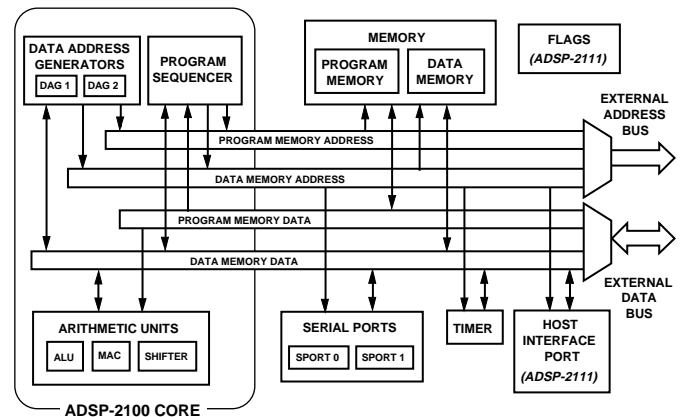 DATA ADDRESS
GENERATORS
DAG 1
DAG 2
PROGRAM
SEQUENCER
MEMORY
PROGRAM
MEMORY
DATA
MEMORY
FLAGS
(ADSP-2111)
EXTERNAL
ADDRESS
BUS
PROGRAM MEMORY ADDRESS
DATA MEMORY ADDRESS
PROGRAM MEMORY DATA
DATA MEMORY DATA
EXTERNAL
DATA
BUS
ARITHMETIC UNITS
ALU
MAC
SHIFTER
SERIAL PORTS
SPORT 0
SPORT 1
TIMER
HOST
INTERFACE
PORT
(ADSP-2111)
ADSP-2100 CORE